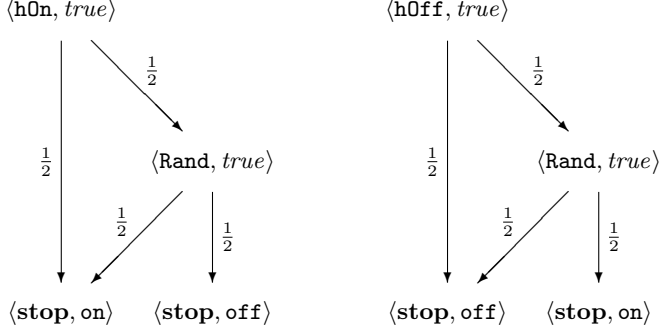 ⟨hOn, true⟩ ⟨hOff, true⟩
1/2 1/2
1/2 ⟨Rand, true⟩ 1/2 ⟨Rand, true⟩
1/2 1/2 1/2 1/2
⟨stop, on⟩ ⟨stop, off⟩ ⟨stop, off⟩ ⟨stop, on⟩